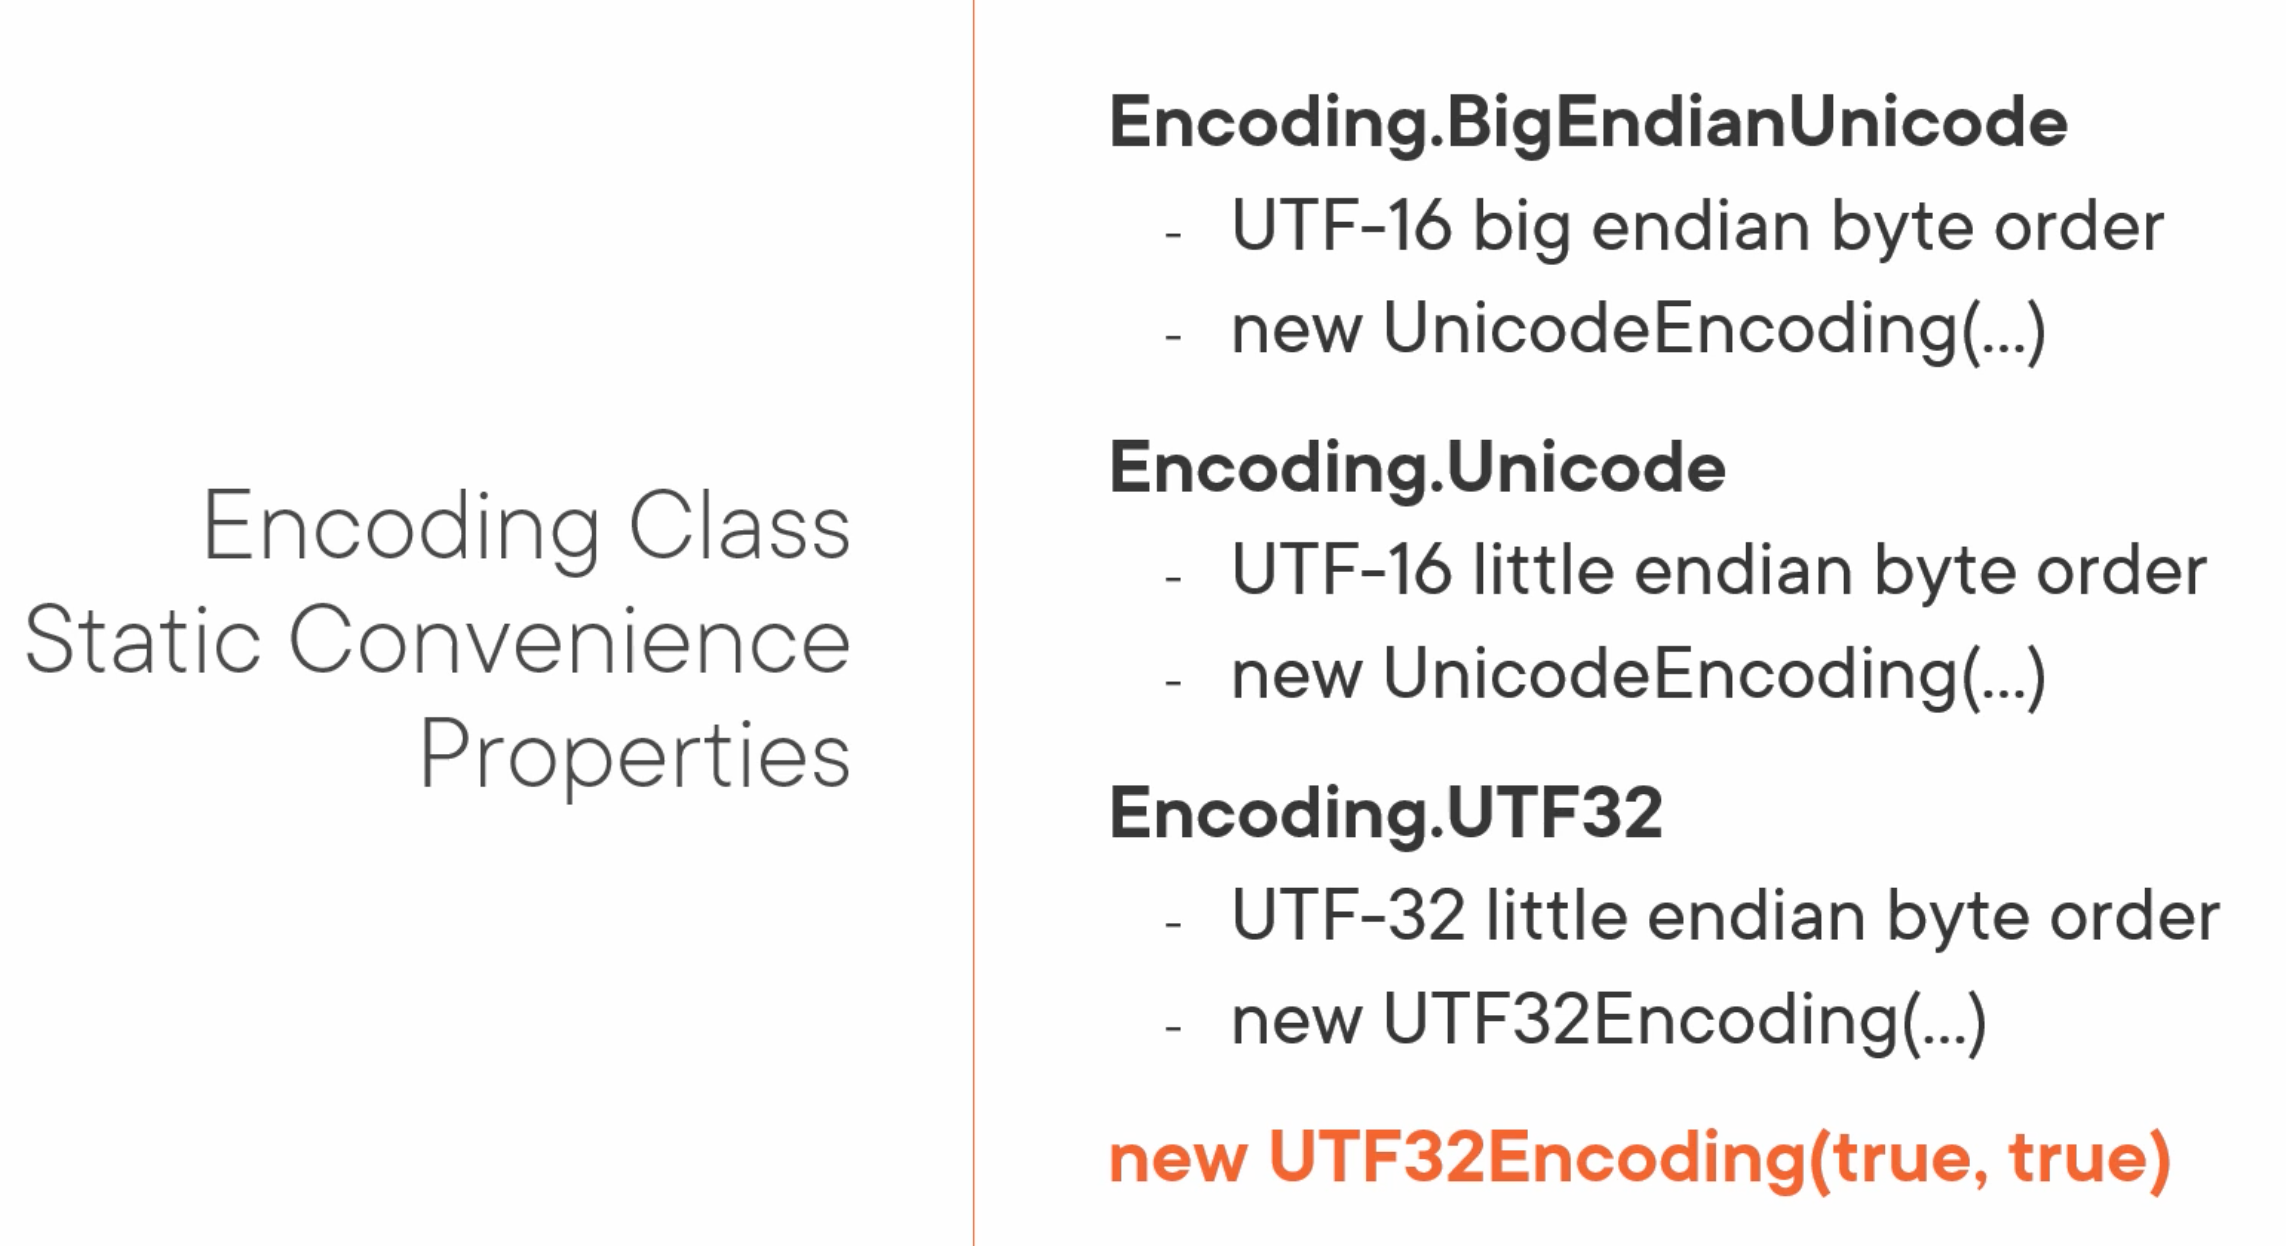 Encoding Class
Static Convenience
Properties
Encoding.BigEndianUnicode
- UTF-16 big endian byte order
- new UnicodeEncoding(...)
Encoding.Unicode
- UTF-16 little endian byte order
- new UnicodeEncoding(...)
Encoding.UTF32
- UTF-32 little endian byte order
- new UTF32Encoding(...)
new UTF32Encoding(true, true)